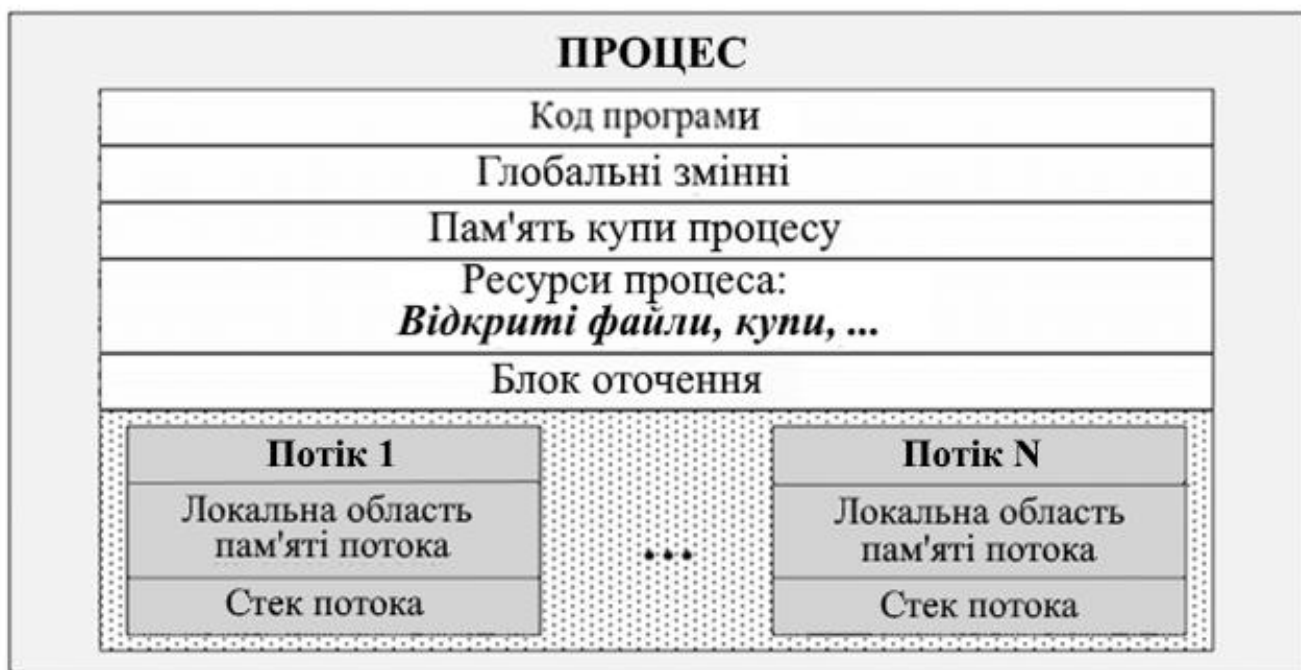 ПРОЦЕС
Код програми
Глобальні змінні
Пам'ять купи процесу
Ресурси процеса:
Відкриті файли, купи, ...
Блок оточення
Потік 1
Локальна область
пам'яті потока
Стек потока
...
Потік N
Локальна область
пам'яті потока
Стек потока